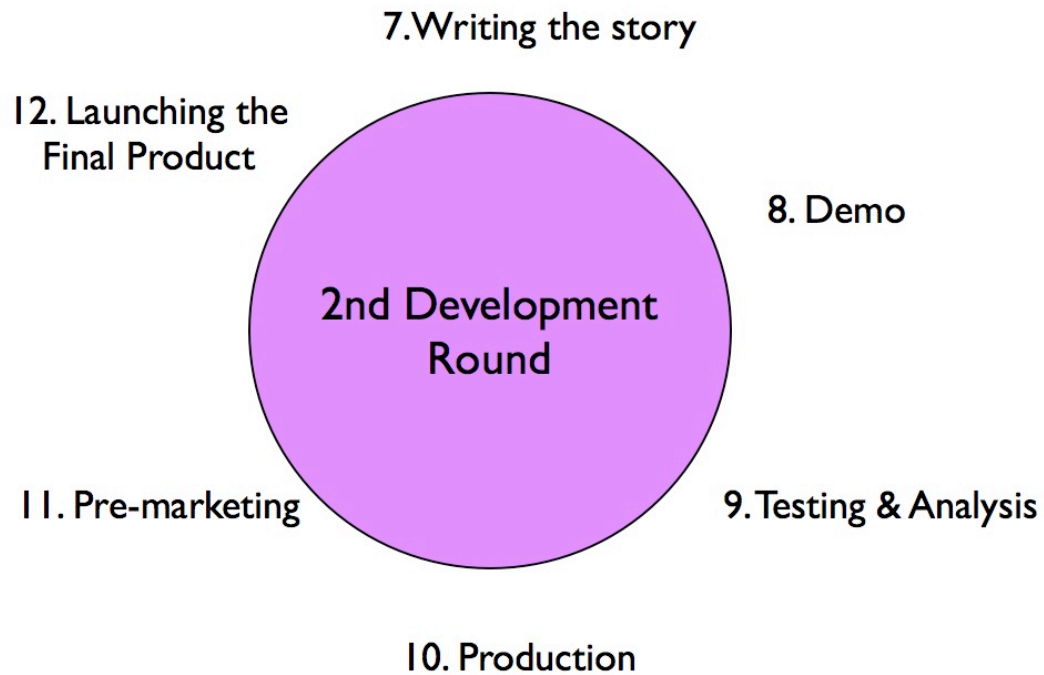 7. Writing the story
12. Launching the
Final Product
8. Demo
2nd Development
Round
11. Pre-marketing
9. Testing & Analysis
10. Production